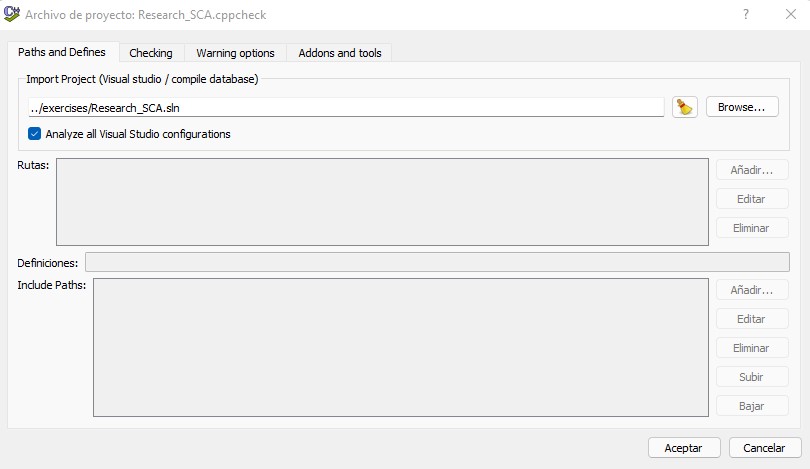 Archivo de proyecto: Research_SCA.cppcheck
Paths and Defines
Checking
Warning options
Addons and tools
Import Project (Visual studio / compile database)
../exercises/Research_SCA.sln
Browse...
Analyze all Visual Studio configurations
Rutas:
Añadir...
Editar
Eliminar
Definiciones:
Include Paths:
Añadir...
Editar
Eliminar
Subir
Bajar
Aceptar
Cancelar